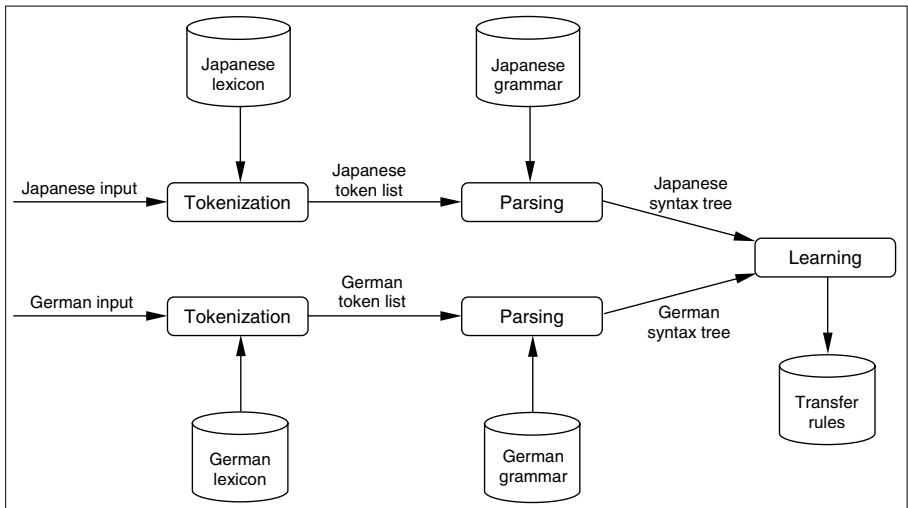 Japanese
lexicon
Japanese
grammar
Japanese input
Tokenization
Japanese
token list
Parsing
Japanese
syntax tree
Learning
German input
Tokenization
German
token list
Parsing
German
syntax tree
Transfer
rules
German
lexicon
German
grammar